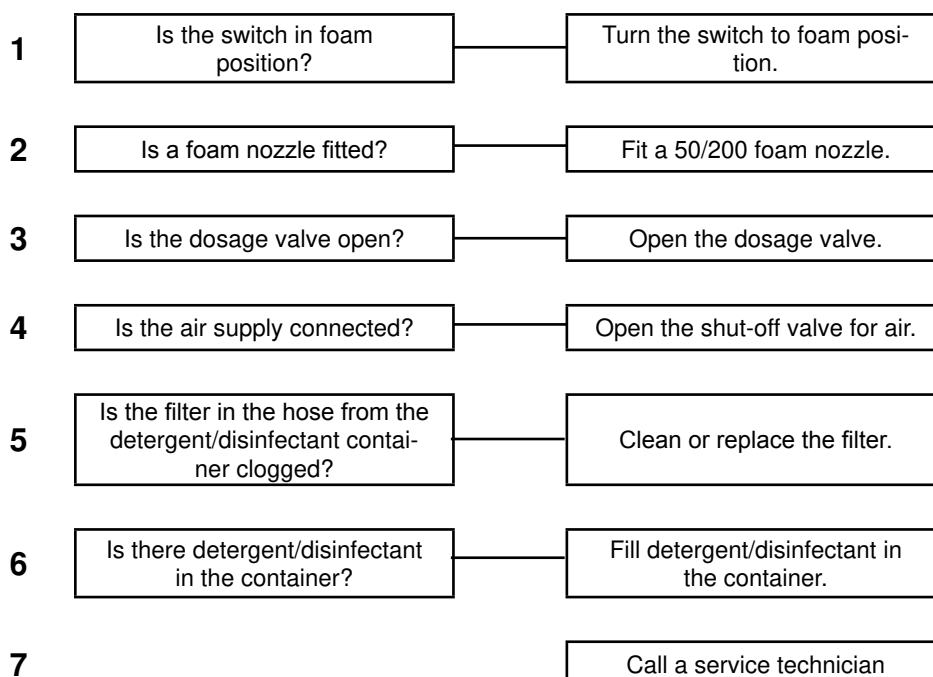 1
Is the switch in foam
position?
Turn the switch to foam posi-
tion.
2
Is a foam nozzle fitted?
Fit a 50/200 foam nozzle.
3
Is the dosage valve open?
Open the dosage valve.
4
Is the air supply connected?
Open the shut-off valve for air.
5
Is the filter in the hose from the
detergent/disinfectant contai-
ner clogged?
Clean or replace the filter.
6
Is there detergent/disinfectant
in the container?
Fill detergent/disinfectant in
the container.
7
Call a service technician